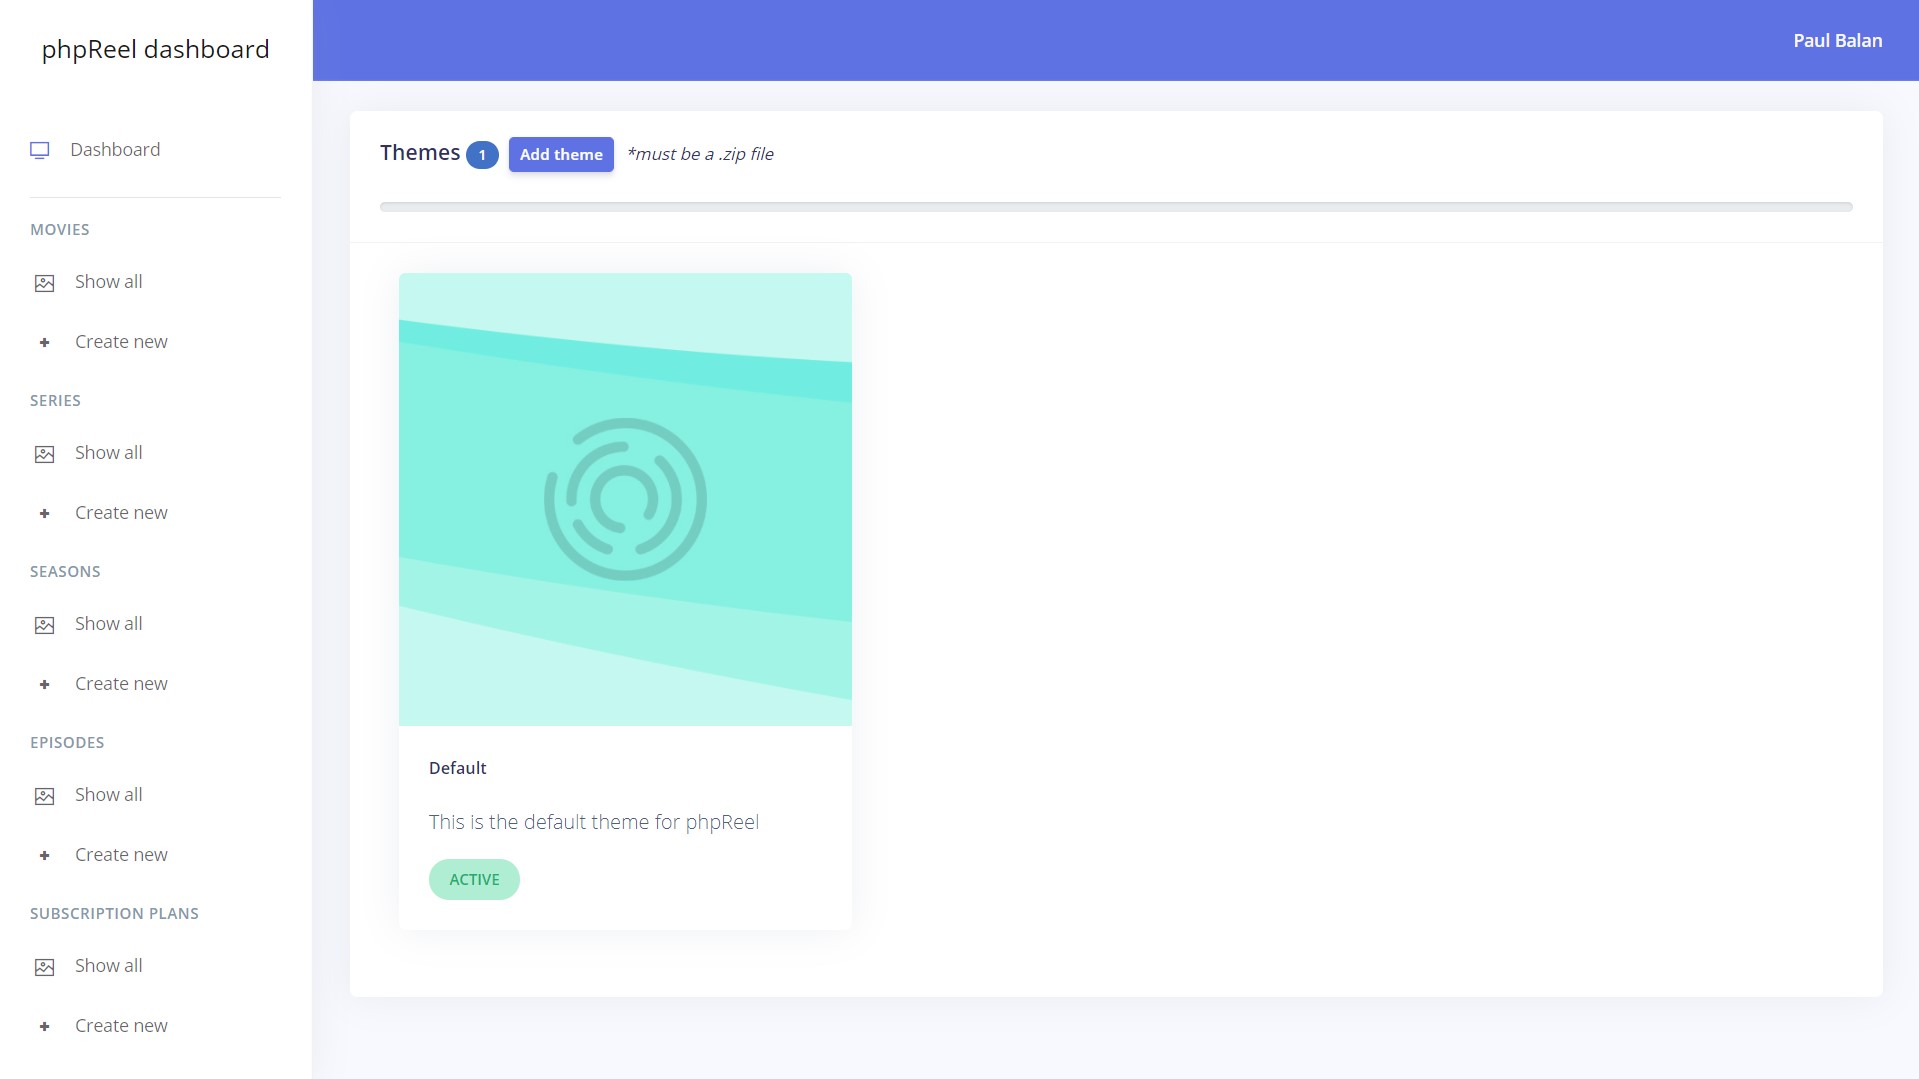 phpReel dashboard
Paul Balan
Dashboard
MOVIES
Show all
Create new
SERIES
Show all
Create new
SEASONS
Show all
Create new
EPISODES
Show all
Create new
SUBSCRIPTION PLANS
Show all
Create new
Themes 1 Add theme *must be a .zip file
Default
This is the default theme for phpReel
ACTIVE